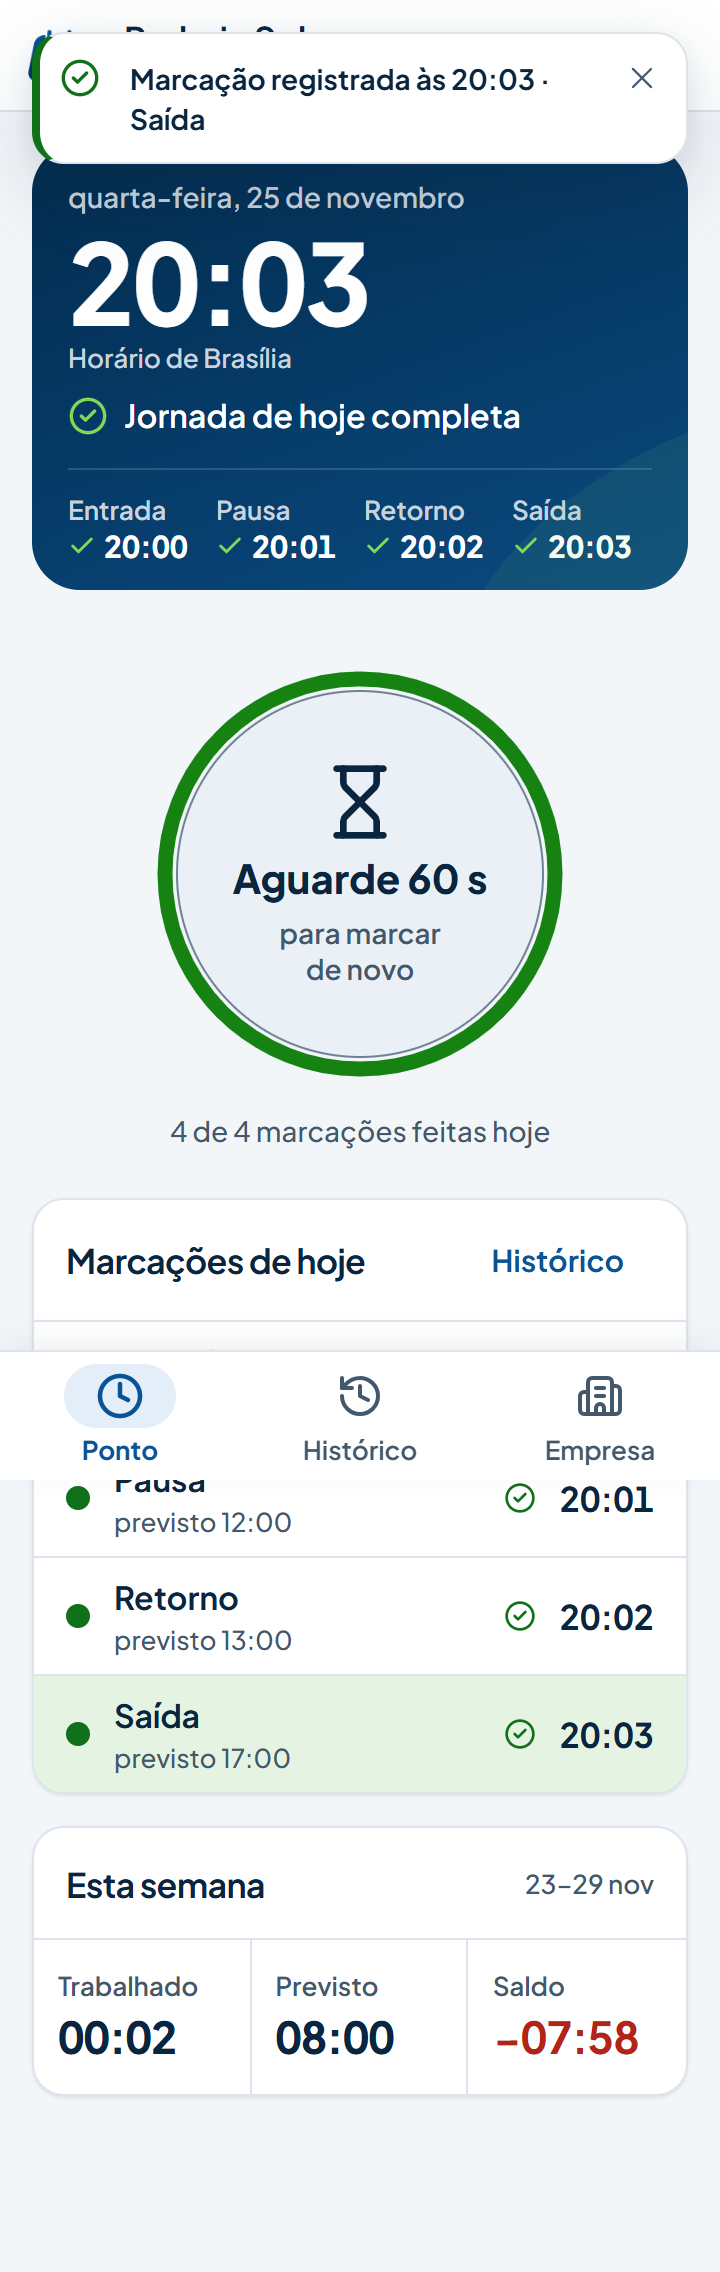 Marcação registrada às 20:03 ·
Saída
quarta-feira, 25 de novembro
20:03
Horário de Brasília
Jornada de hoje completa
Entrada Pausa Retorno Saída
20:00 20:01 20:02 20:03
Aguarde 60 s
para marcar
de novo
4 de 4 marcações feitas hoje
Marcações de hoje Histórico
Ponto Histórico Empresa
Pausa 20:01
previsto 12:00
Retorno 20:02
previsto 13:00
Saída 20:03
previsto 17:00
Esta semana 23–29 nov
Trabalhado Previsto Saldo
00:02 08:00 −07:58